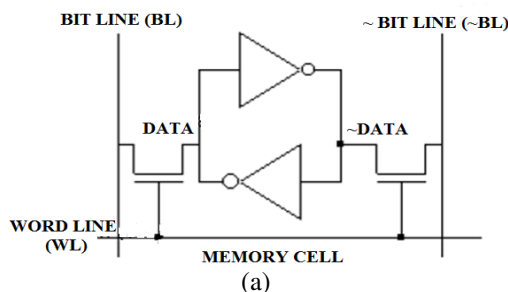 BIT LINE (BL)
~ BIT LINE (~BL)
DATA
~DATA
WORD LINE
(WL)
MEMORY CELL
(a)